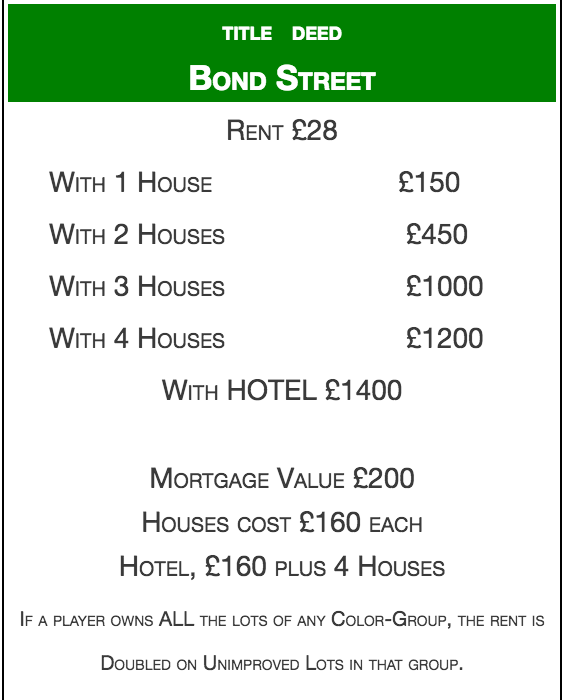 TITLE DEED
BOND STREET
RENT £28
WITH 1 HOUSE £150
WITH 2 HOUSES £450
WITH 3 HOUSES £1000
WITH 4 HOUSES £1200
WITH HOTEL £1400
MORTGAGE VALUE £200
HOUSES COST £160 EACH
HOTEL, £160 PLUS 4 HOUSES
IF A PLAYER OWNS ALL THE LOTS OF ANY COLOR-GROUP, THE RENT IS
DOUBLED ON UNIMPROVED LOTS IN THAT GROUP.